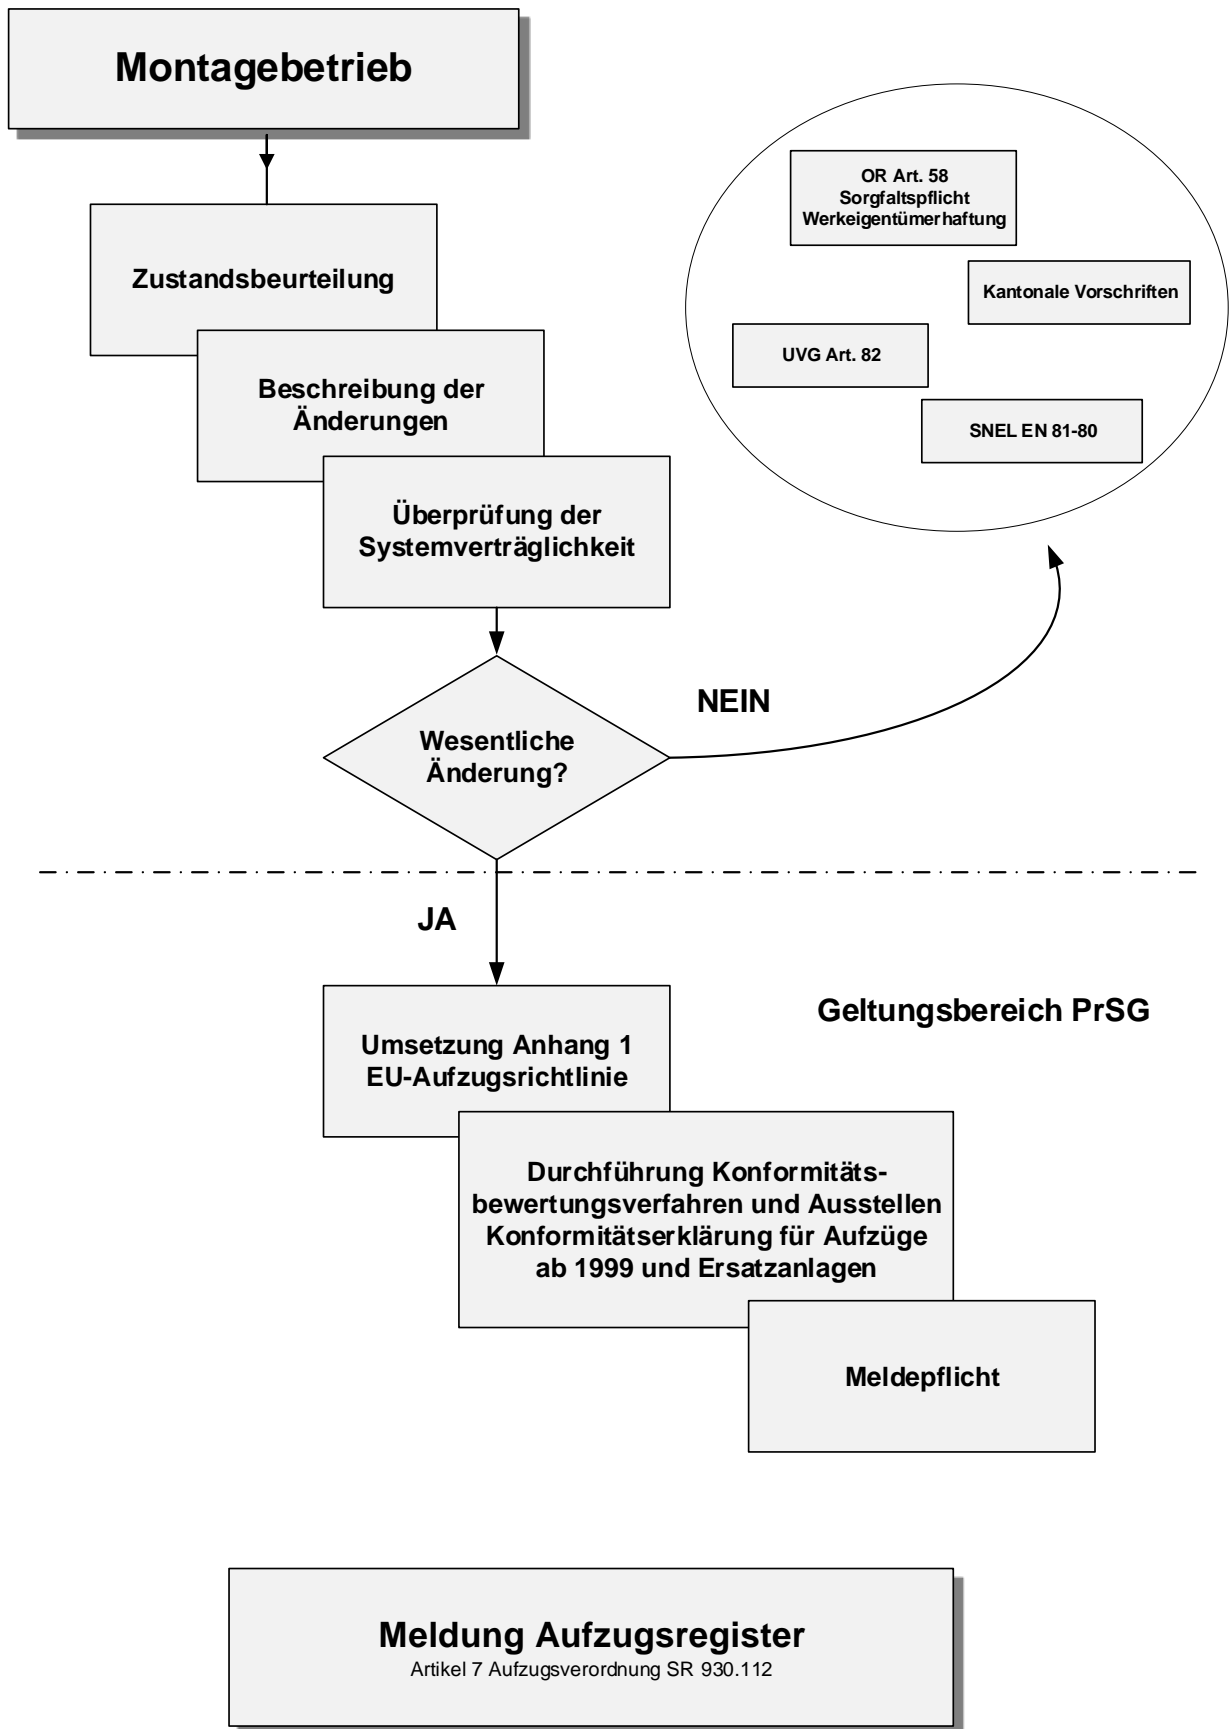 Montagebetrieb
OR Art. 58
Sorgfaltspflicht
Werkeigentümerhaftung
Kantonale Vorschriften
UVG Art. 82
SNEL EN 81-80
Zustandsbeurteilung
Beschreibung der
Änderungen
Überprüfung der
Systemverträglichkeit
Wesentliche
Änderung?
NEIN
JA
Geltungsbereich PrSG
Umsetzung Anhang 1
EU-Aufzugsrichtlinie
Durchführung Konformitäts-
bewertungsverfahren und Ausstellen
Konformitätserklärung für Aufzüge
ab 1999 und Ersatzanlagen
Meldepflicht
Meldung Aufzugsregister
Artikel 7 Aufzugsverordnung SR 930.112